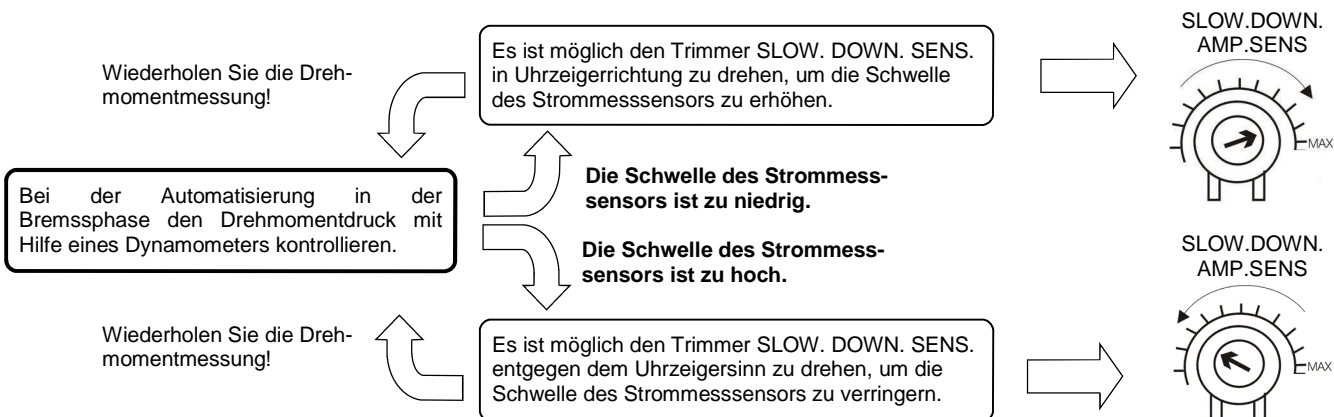 SLOW.DOWN.
AMP.SENS
Es ist möglich den Trimmer SLOW. DOWN. SENS.
in Uhrzeigerrichtung zu drehen, um die Schwelle
des Strommesssensors zu erhöhen.
Wiederholen Sie die Dreh-
momentmessung!
MAX
Die Schwelle des Strommess-
sensors ist zu niedrig.
Bei der Automatisierung in der
Bremssphase den Drehmomentdruck mit
Hilfe eines Dynamometers kontrollieren.
Die Schwelle des Strommess-
sensors ist zu hoch.
SLOW.DOWN.
AMP.SENS
Wiederholen Sie die Dreh-
momentmessung!
Es ist möglich den Trimmer SLOW. DOWN. SENS.
entgegen dem Uhrzeigersinn zu drehen, um die
Schwelle des Strommesssensors zu verringern.
MAX